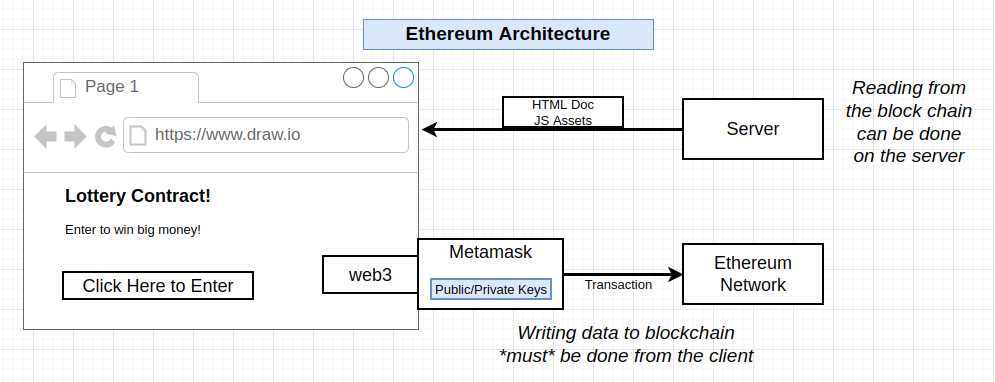 Ethereum Architecture
Page 1
https://www.draw.io
HTML Doc
JS Assets
Server
Reading from
the block chain
can be done
on the server
Lottery Contract!
Enter to win big money!
Click Here to Enter
web3
Metamask
Public/Private Keys
Transaction
Ethereum
Network
Writing data to blockchain
*must* be done from the client